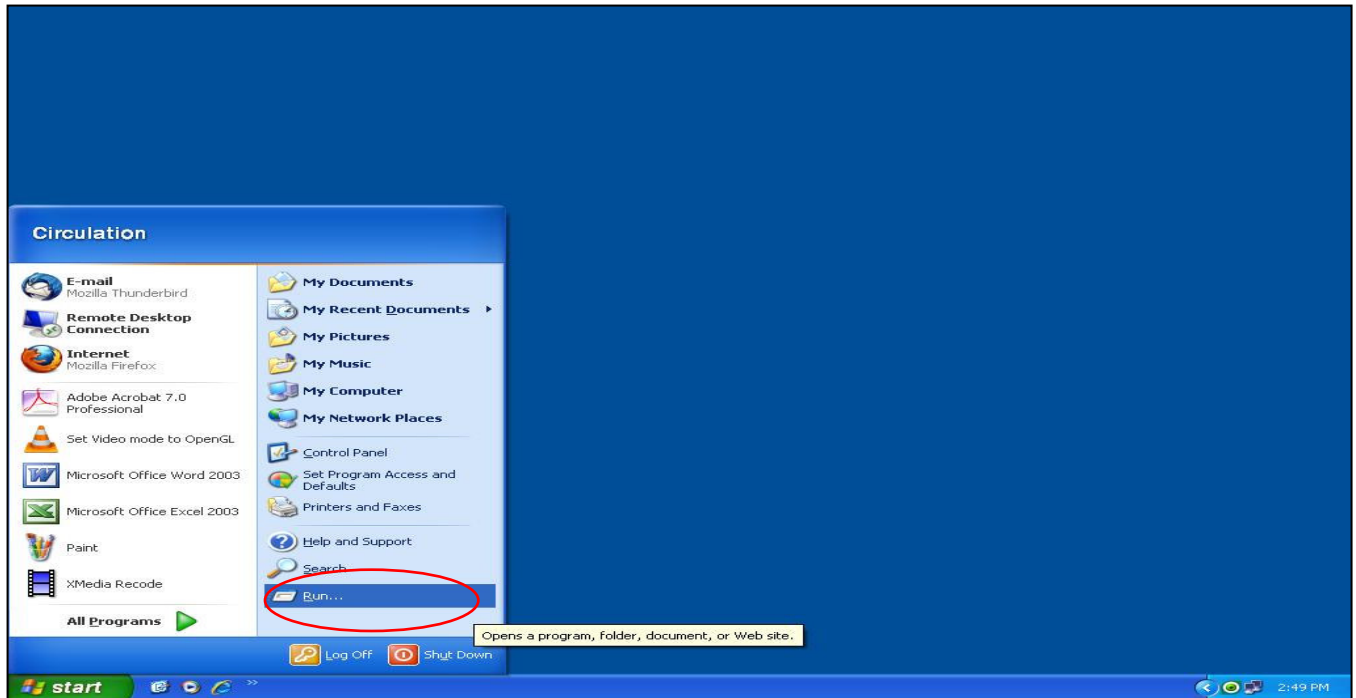 Circulation
E-mail
Mozilla Thunderbird
Remote Desktop
Connection
Internet
Mozilla Firefox
Adobe Acrobat 7.0
Professional
Set Video mode to OpenGL
Microsoft Office Word 2003
Microsoft Office Excel 2003
Paint
XMedia Recode
All Programs
My Documents
My Recent Documents
My Pictures
My Music
My Computer
My Network Places
Control Panel
Set Program Access and
Defaults
Printers and Faxes
Help and Support
Search
Run...
Opens a program, folder, document, or Web site.
Log Off
Shut Down
start
2:49 PM